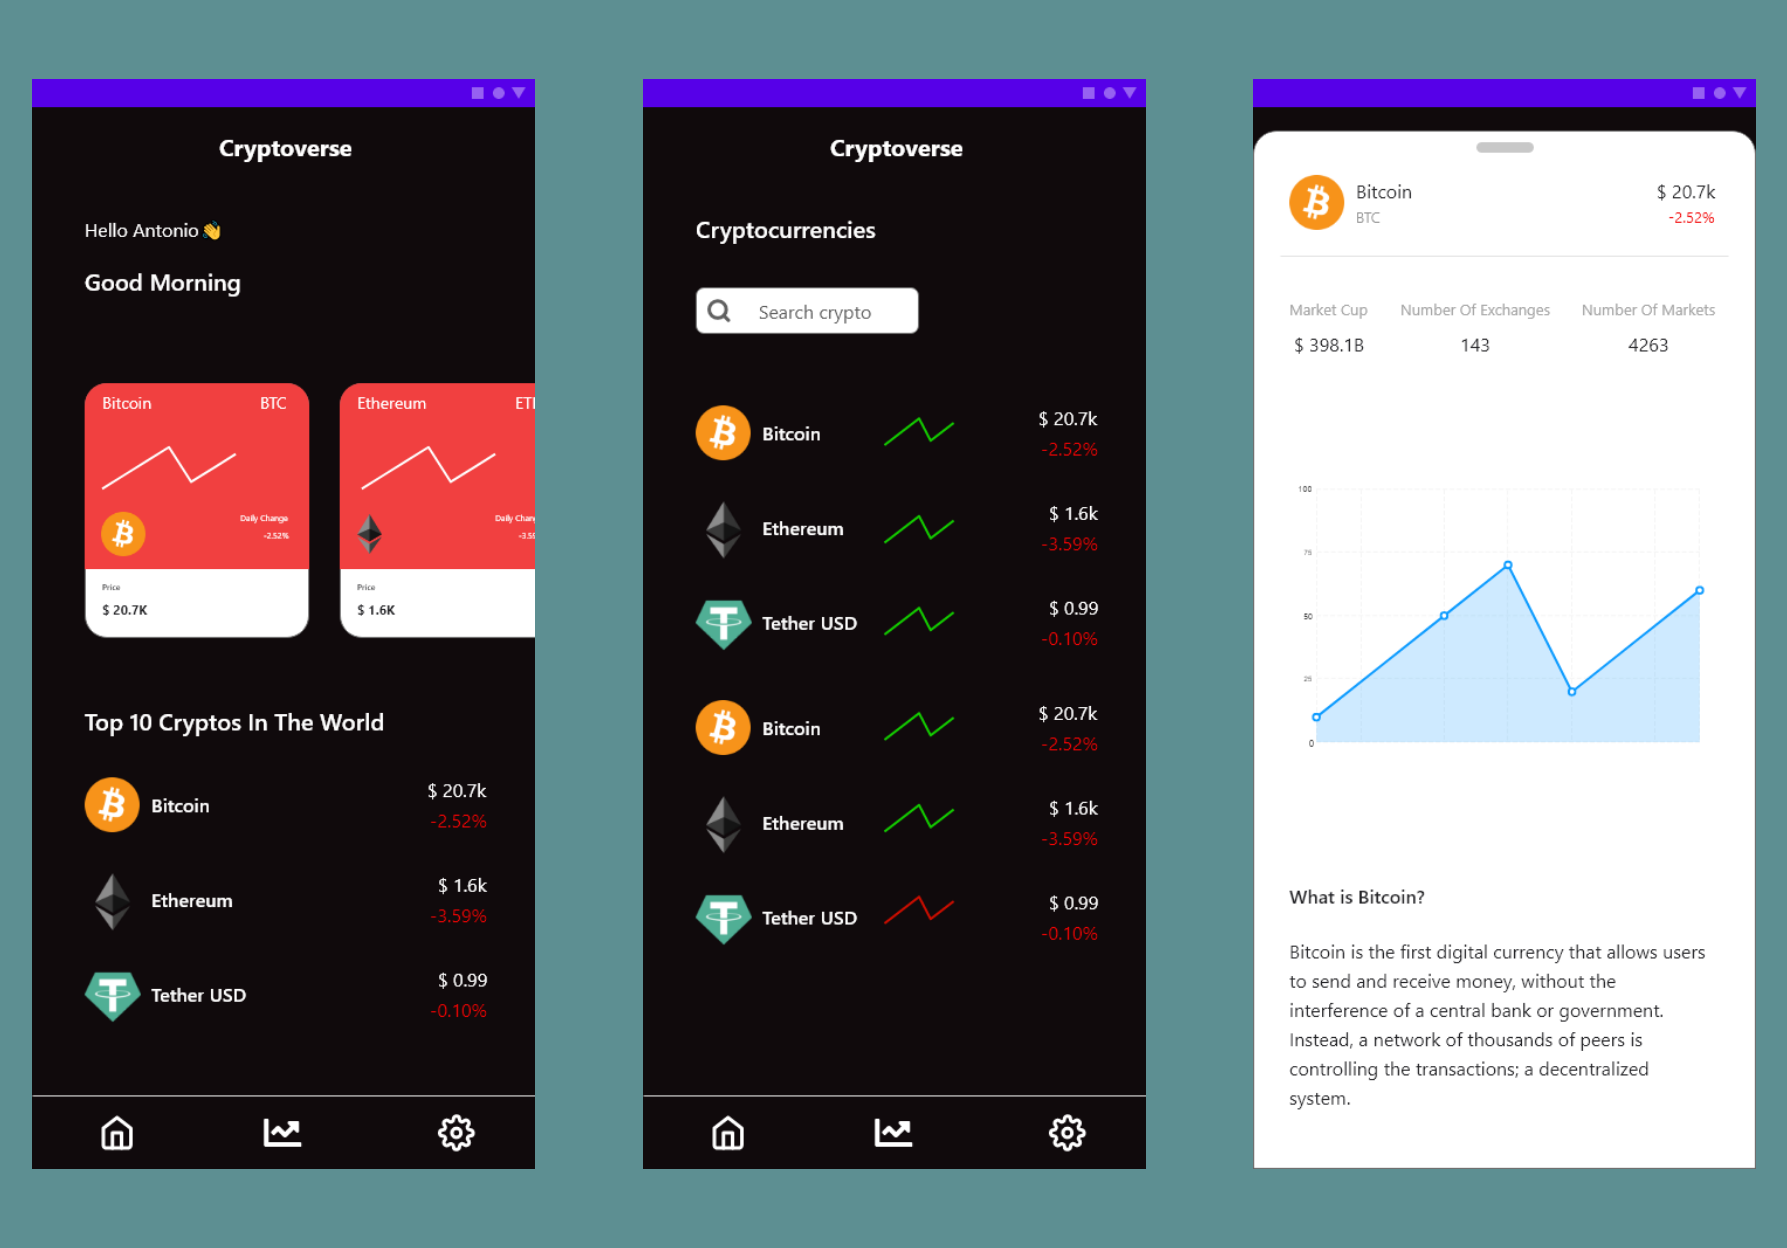 Cryptoverse
Hello Antonio 👋
Good Morning
Bitcoin BTC
Daily Change
-2.52%
Price
$ 20.7K
Ethereum ETH
Daily Chang
-3.59
Price
$ 1.6K
Top 10 Cryptos In The World
Bitcoin $ 20.7k
-2.52%
Ethereum $ 1.6k
-3.59%
Tether USD $ 0.99
-0.10%
Cryptoverse
Cryptocurrencies
Search crypto
Bitcoin $ 20.7k
-2.52%
Ethereum $ 1.6k
-3.59%
Tether USD $ 0.99
-0.10%
Bitcoin $ 20.7k
-2.52%
Ethereum $ 1.6k
-3.59%
Tether USD $ 0.99
-0.10%
Bitcoin $ 20.7k
BTC -2.52%
Market Cup Number Of Exchanges Number Of Markets
$ 398.1B 143 4263
100
75
50
25
0
What is Bitcoin?
Bitcoin is the first digital currency that allows users
to send and receive money, without the
interference of a central bank or government.
Instead, a network of thousands of peers is
controlling the transactions; a decentralized
system.